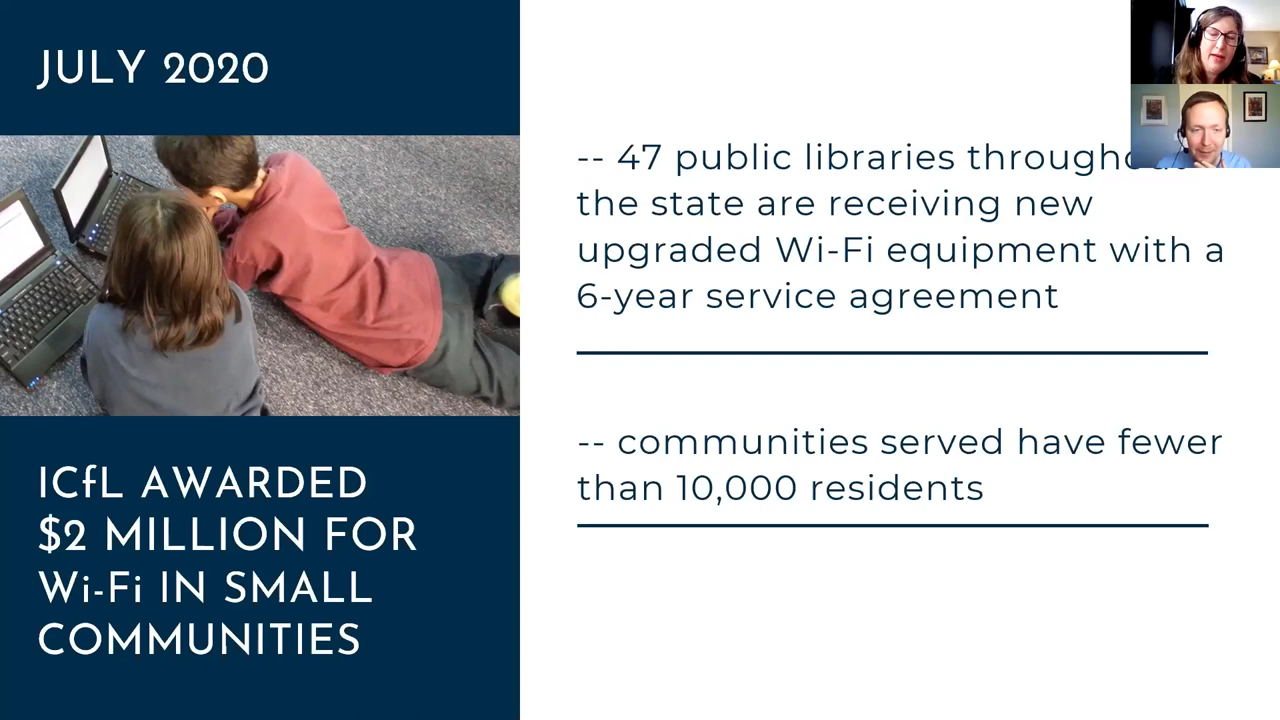 JULY 2020
ICfL AWARDED
$2 MILLION FOR
Wi-Fi IN SMALL
COMMUNITIES
-- 47 public libraries
the state are receiving new
upgraded Wi-Fi equipment with a
6-year service agreement
-- communities served have fewer
than 10,000 residents